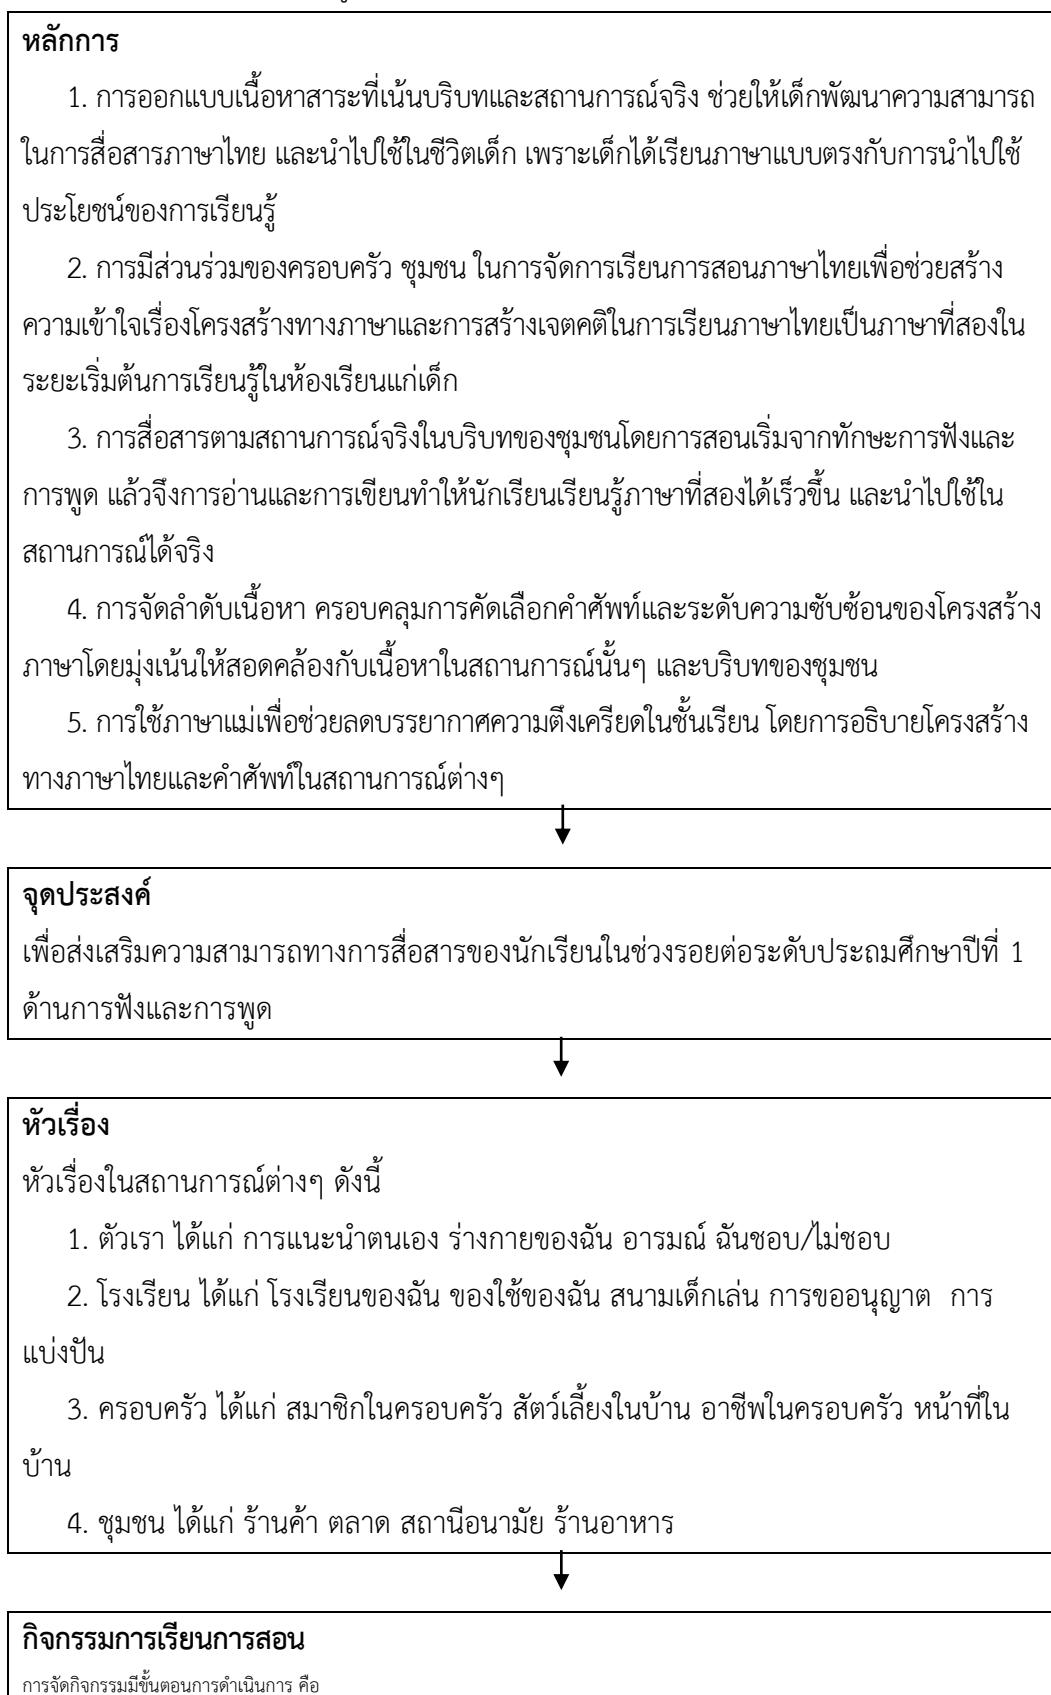 หลักการ
1. การออกแบบเนื้อหาสาระที่เน้นบริบทและสถานการณ์จริง ช่วยให้เด็กพัฒนาความสามารถ
ในการสื่อสารภาษาไทย และนำไปใช้ในชีวิตเด็ก เพราะเด็กได้เรียนภาษาแบบตรงกับการนำไปใช้
ประโยชน์ของการเรียนรู้
2. การมีส่วนร่วมของครอบครัว ชุมชน ในการจัดการเรียนการสอนภาษาไทยเพื่อช่วยสร้าง
ความเข้าใจเรื่องโครงสร้างทางภาษาและการสร้างเจตคติในการเรียนภาษาไทยเป็นภาษาที่สองใน
ระยะเริ่มต้นการเรียนรู้ในห้องเรียนแก่เด็ก
3. การสื่อสารตามสถานการณ์จริงในบริบทของชุมชนโดยการสอนเริ่มจากทักษะการฟังและ
การพูด แล้วจึงการอ่านและการเขียนทำให้นักเรียนเรียนรู้ภาษาที่สองได้เร็วขึ้น และนำไปใช้ใน
สถานการณ์ได้จริง
4. การจัดลำดับเนื้อหา ครอบคลุมการคัดเลือกคำศัพท์และระดับความซับซ้อนของโครงสร้าง
ภาษาโดยมุ่งเน้นให้สอดคล้องกับเนื้อหาในสถานการณ์นั้นๆ และบริบทของชุมชน
5. การใช้ภาษาแม่เพื่อช่วยลดบรรยากาศความตึงเครียดในชั้นเรียน โดยการอธิบายโครงสร้าง
ทางภาษาไทยและคำศัพท์ในสถานการณ์ต่างๆ
จุดประสงค์
เพื่อส่งเสริมความสามารถทางการสื่อสารของนักเรียนในช่วงรอยต่อระดับประถมศึกษาปีที่ 1
ด้านการฟังและการพูด
หัวเรื่อง
หัวเรื่องในสถานการณ์ต่างๆ ดังนี้
1. ตัวเรา ได้แก่ การแนะนำตนเอง ร่างกายของฉัน อารมณ์ ฉันชอบ/ไม่ชอบ
2. โรงเรียน ได้แก่ โรงเรียนของฉัน ของใช้ของฉัน สนามเด็กเล่น การขออนุญาต การ
แบ่งปัน
3. ครอบครัว ได้แก่ สมาชิกในครอบครัว สัตว์เลี้ยงในบ้าน อาชีพในครอบครัว หน้าที่ใน
บ้าน
4. ชุมชน ได้แก่ ร้านค้า ตลาด สถานีอนามัย ร้านอาหาร
กิจกรรมการเรียนการสอน
การจัดกิจกรรมมีขั้นตอนการดำเนินการ คือ